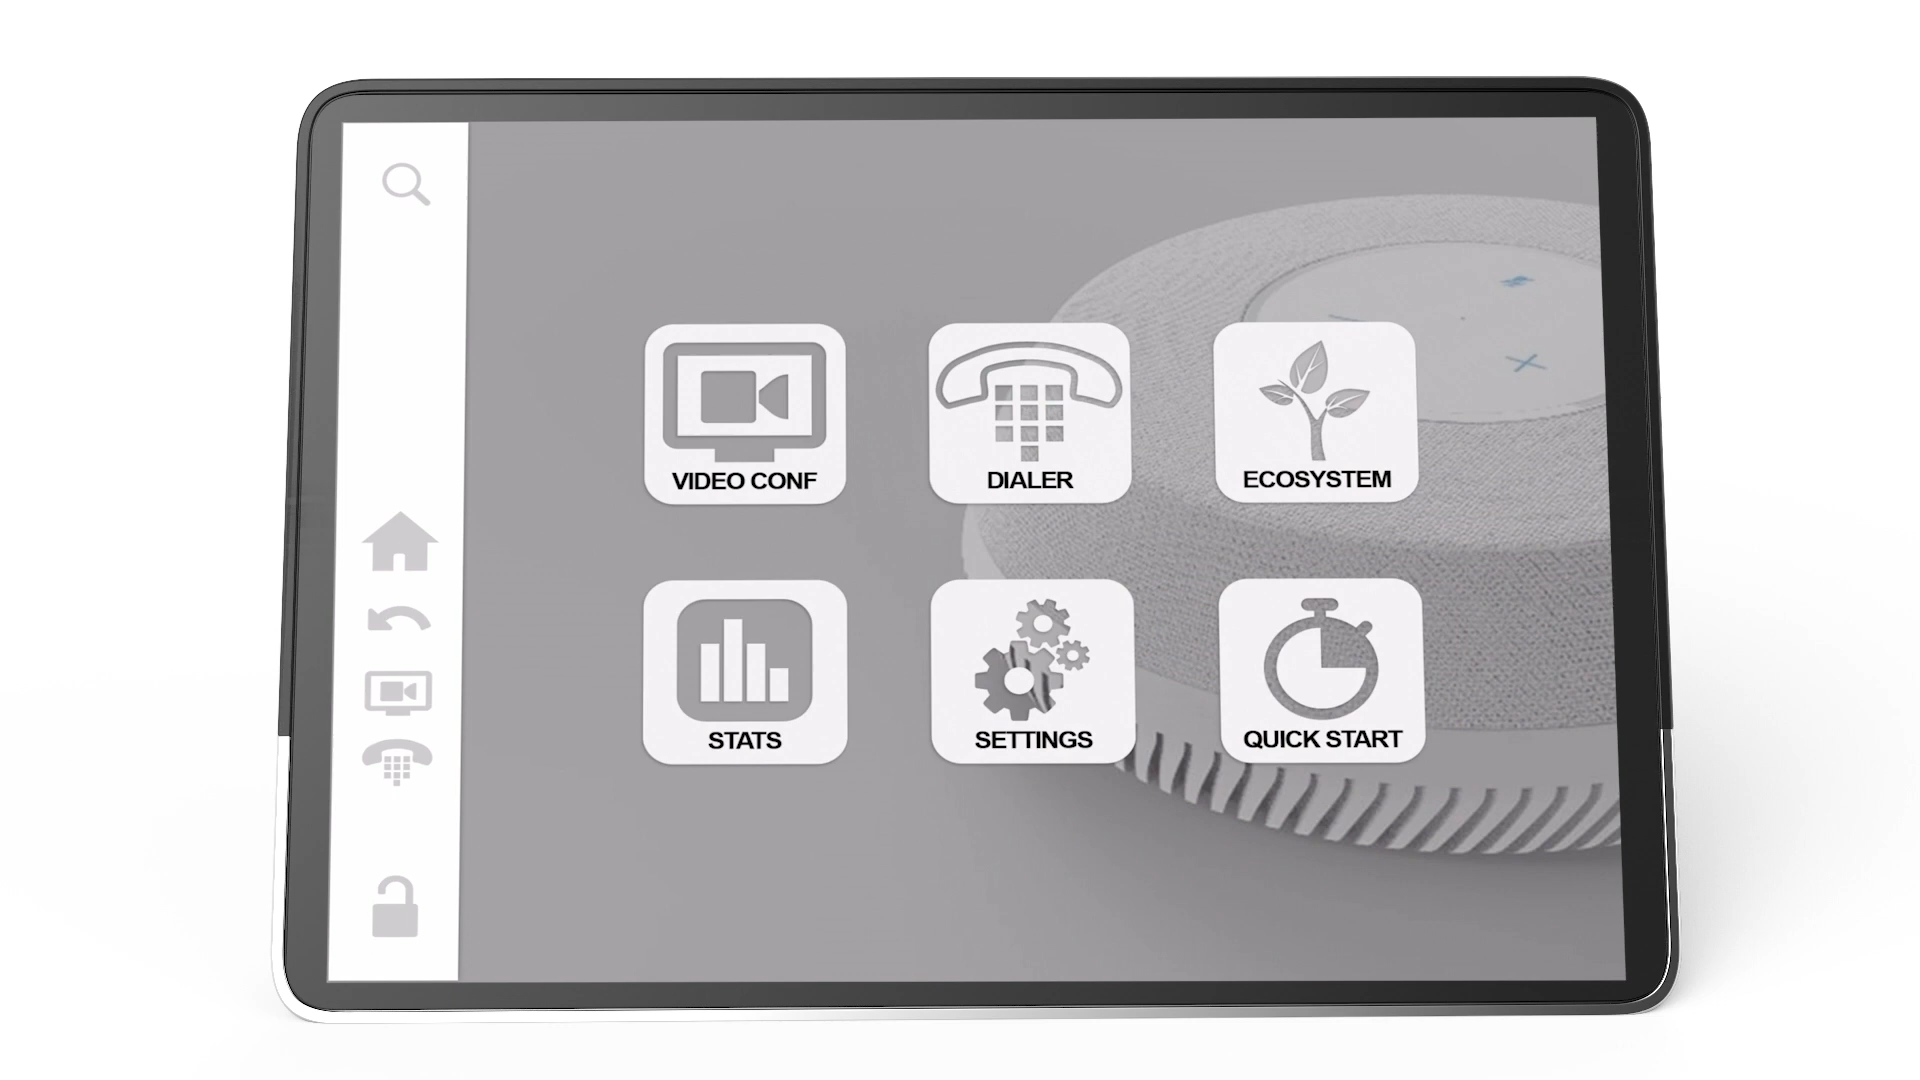 VIDEO CONF
DIALER
ECOSYSTEM
STATS
SETTINGS
QUICK START